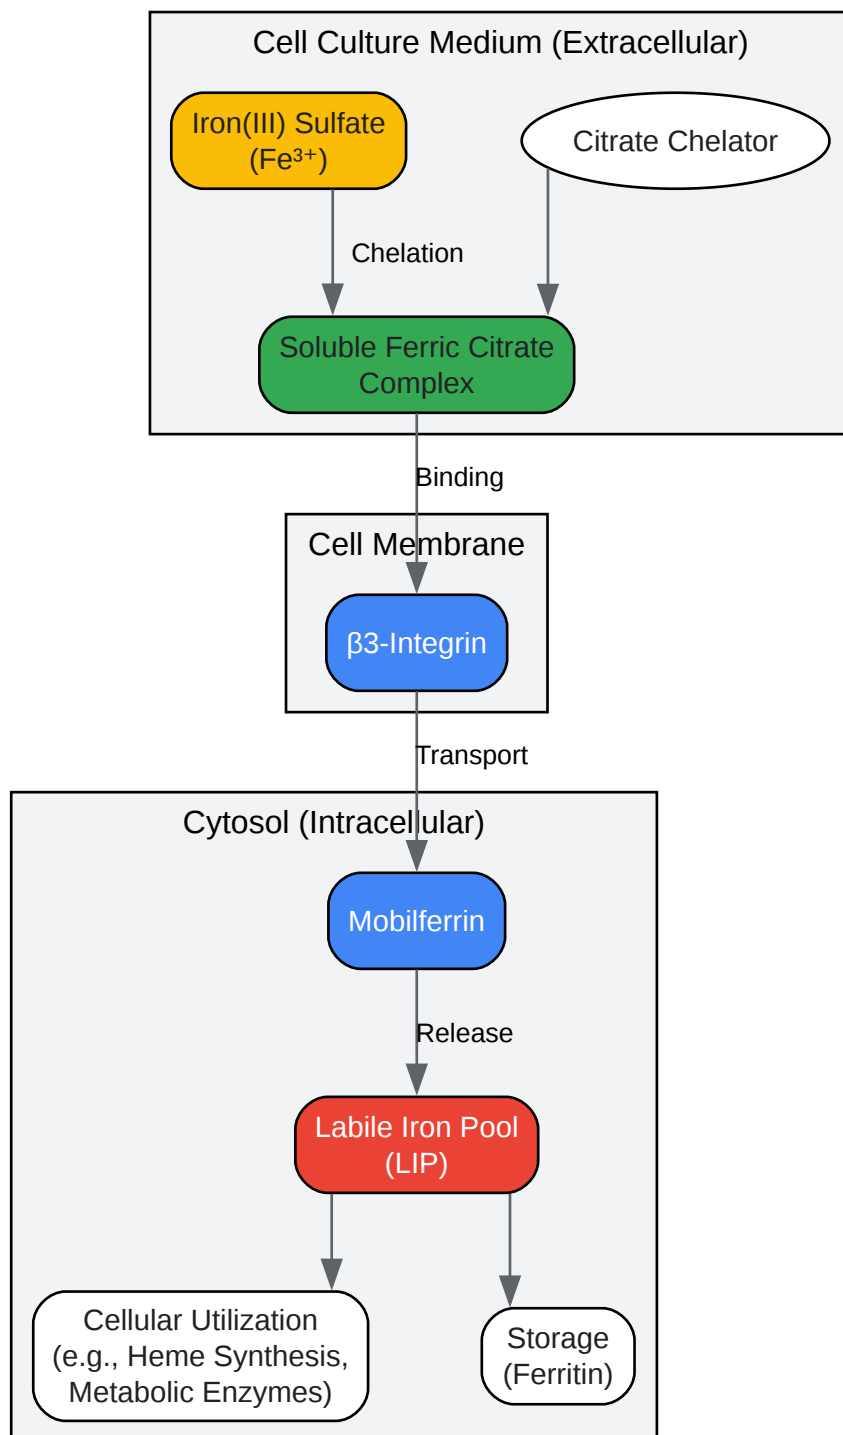 Cell Culture Medium (Extracellular)
Iron(III) Sulfate
(Fe³⁺)
Citrate Chelator
Chelation
Soluble Ferric Citrate
Complex
Binding
Cell Membrane
β3-Integrin
Transport
Cytosol (Intracellular)
Mobilferrin
Release
Labile Iron Pool
(LIP)
Cellular Utilization
(e.g., Heme Synthesis,
Metabolic Enzymes)
Storage
(Ferritin)